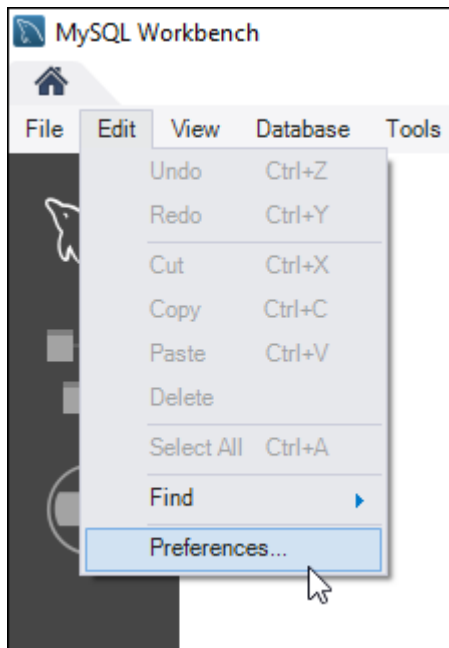 MySQL Workbench
File Edit View Database Tools
Undo Ctrl+Z
Redo Ctrl+Y
Cut Ctrl+X
Copy Ctrl+C
Paste Ctrl+V
Delete
Select All Ctrl+A
Find
Preferences...